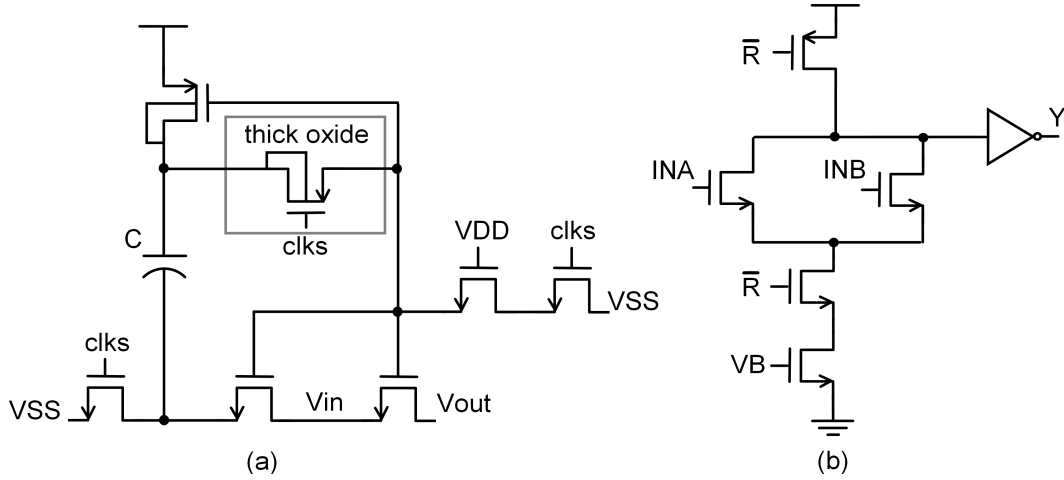 thick oxide
clks
C
VDD
clks
VSS
clks
VSS
Vin
Vout
(a)
R̅
Y
INA
INB
R̅
VB
(b)